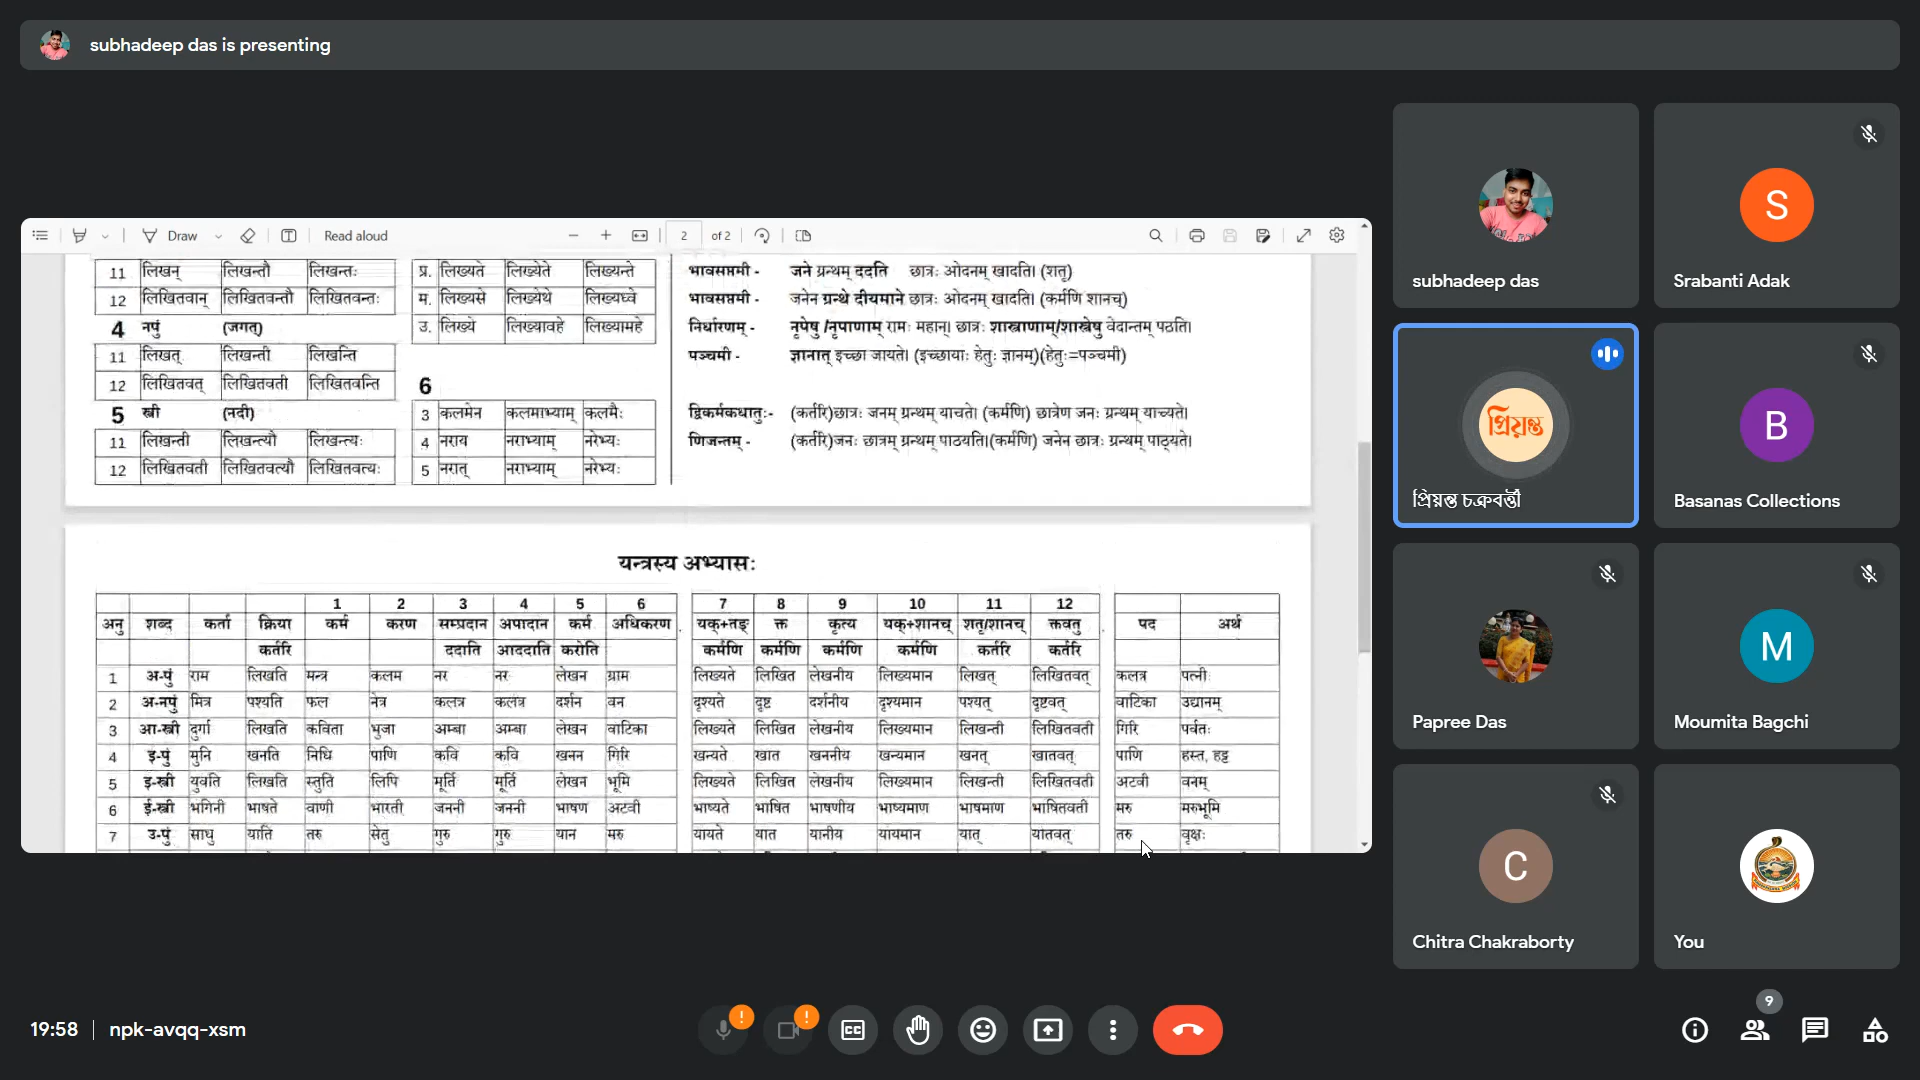 subhadeep das is presenting
Draw
Read aloud
2 of 2
11 लिखन् लिखन्तौ लिखन्तः
12 लिखितवान् लिखितवन्तौ लिखितवन्तः
4 नपुं (जगत्)
11 लिखत् लिखन्ती लिखन्ति
12 लिखितवत् लिखितवती लिखितवन्ति
5 स्त्री (नदी)
11 लिखन्ती लिखन्त्यौ लिखन्त्यः
12 लिखितवती लिखितवत्यौ लिखितवत्यः
प्र. लिख्यते लिख्येते लिख्यन्ते
म. लिख्यसे लिख्येथे लिख्यध्वे
उ. लिख्ये लिख्यावहे लिख्यामहे
6
3 कलमेन कलमाभ्याम् कलमैः
4 नराय नराभ्याम् नरेभ्यः
5 नरात् नराभ्याम् नरेभ्यः
भावसप्तमी - जने ग्रन्थम् ददति छात्रः ओदनम् खादति। (शतृ)
भावसप्तमी - जनेन ग्रन्थे दीयमाने छात्रः ओदनम् खादति। (कर्मणि शानच्)
निर्धारणम् - नृपेषु /नृपाणाम् रामः महान्। छात्रः शास्त्राणाम्/शास्त्रेषु वेदान्तम् पठति।
पञ्चमी - ज्ञानात् इच्छा जायते। (इच्छायाः हेतुः ज्ञानम्)(हेतुः=पञ्चमी)
द्विकर्मकधातुः- (कर्तरि)छात्रः जनम् ग्रन्थम् याचते। (कर्मणि) छात्रेण जनः ग्रन्थम् याच्यते।
णिजन्तम् - (कर्तरि)जनः छात्रम् ग्रन्थम् पाठयति।(कर्मणि) जनेन छात्रः ग्रन्थम् पाठ्यते।
यन्त्रस्य अभ्यासः
1 2 3 4 5 6 7 8 9 10 11 12
अनु शब्द कर्ता क्रिया कर्म करण सम्प्रदान अपादान कर्म अधिकरण यक्+तङ् क्त कृत्य यक्+शानच् शतृ/शानच् क्तवतु पद अर्थ
कर्तरि ददाति आददाति करोति कर्मणि कर्मणि कर्मणि कर्मणि कर्तरि कर्तरि
1 अ-पुं राम लिखति मन्त्र कलम नर नर लेखन ग्राम लिख्यते लिखित लेखनीय लिख्यमान लिखत् लिखितवत् कलत्र पत्नीः
2 अ-नपुं मित्र पश्यति फल नेत्र कलत्र कलत्र दर्शन वन दृश्यते दृष्ट दर्शनीय दृश्यमान पश्यत् दृष्टवत् वाटिका उद्यानम्
3 आ-स्त्री दुर्गा लिखति कविता भुजा अम्बा अम्बा लेखन वाटिका लिख्यते लिखित लेखनीय लिख्यमान लिखन्ती लिखितवती गिरि पर्वतः
4 इ-पुं मुनि खनति निधि पाणि कवि कवि खनन गिरि खन्यते खात खननीय खन्यमान खनत् खातवत् पाणि हस्त, हट्ट
5 इ-स्त्री युवति लिखति स्तुति लिपि मूर्ति मूर्ति लेखन भूमि लिख्यते लिखित लेखनीय लिख्यमान लिखन्ती लिखितवती अटवी वनम्
6 ई-स्त्री भगिनी भाषते वाणी भारती जननी जननी भाषण अटवी भाष्यते भाषित भाषणीय भाष्यमाण भाषमाण भाषितवती मरु मरुभूमि
7 उ-पुं साधु याति तरु सेतु गुरु गुरु यान मरु यायते यात यानीय यायमान यात् यातवत् तरु वृक्षः
subhadeep das
S
Srabanti Adak
প্রিয়ন্ত
প্রিয়ন্ত চক্রবর্ত্তী
B
Basanas Collections
Papree Das
M
Moumita Bagchi
C
Chitra Chakraborty
You
19:58 | npk-avqq-xsm
9